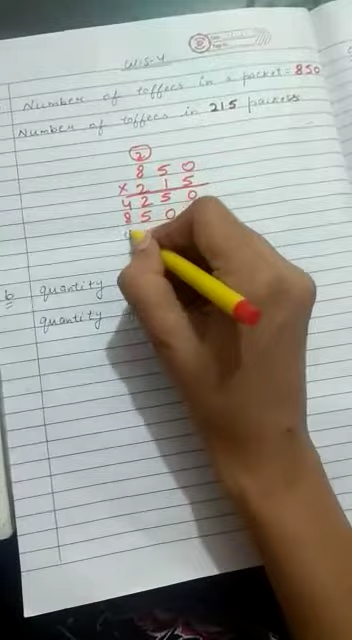 W.S-4
Number of toffees in a packet = 850
Number of toffees in 215 packets
2
8 5 0
× 2 1 5
4 2 5 0
8 5 0
b quantity
quantity